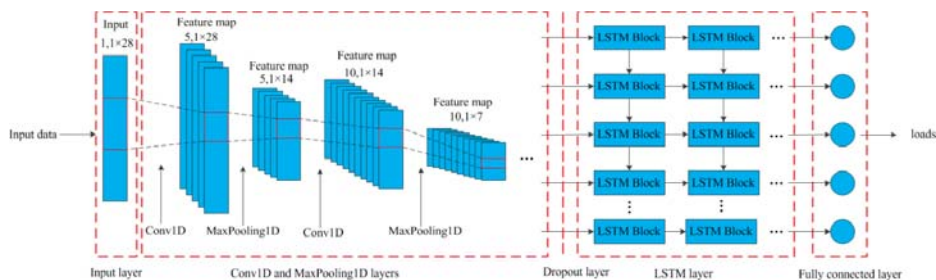 Input
1,1×28
Feature map
5,1×28
Feature map
5,1×14
Feature map
10,1×14
Feature map
10,1×7
Input data
...
Conv1D
MaxPooling1D
Conv1D
MaxPooling1D
LSTM Block
LSTM Block
...
LSTM Block
LSTM Block
...
LSTM Block
LSTM Block
...
LSTM Block
LSTM Block
...
LSTM Block
LSTM Block
...
loads
Input layer
Conv1D and MaxPooling1D layers
Dropout layer
LSTM layer
Fully connected layer